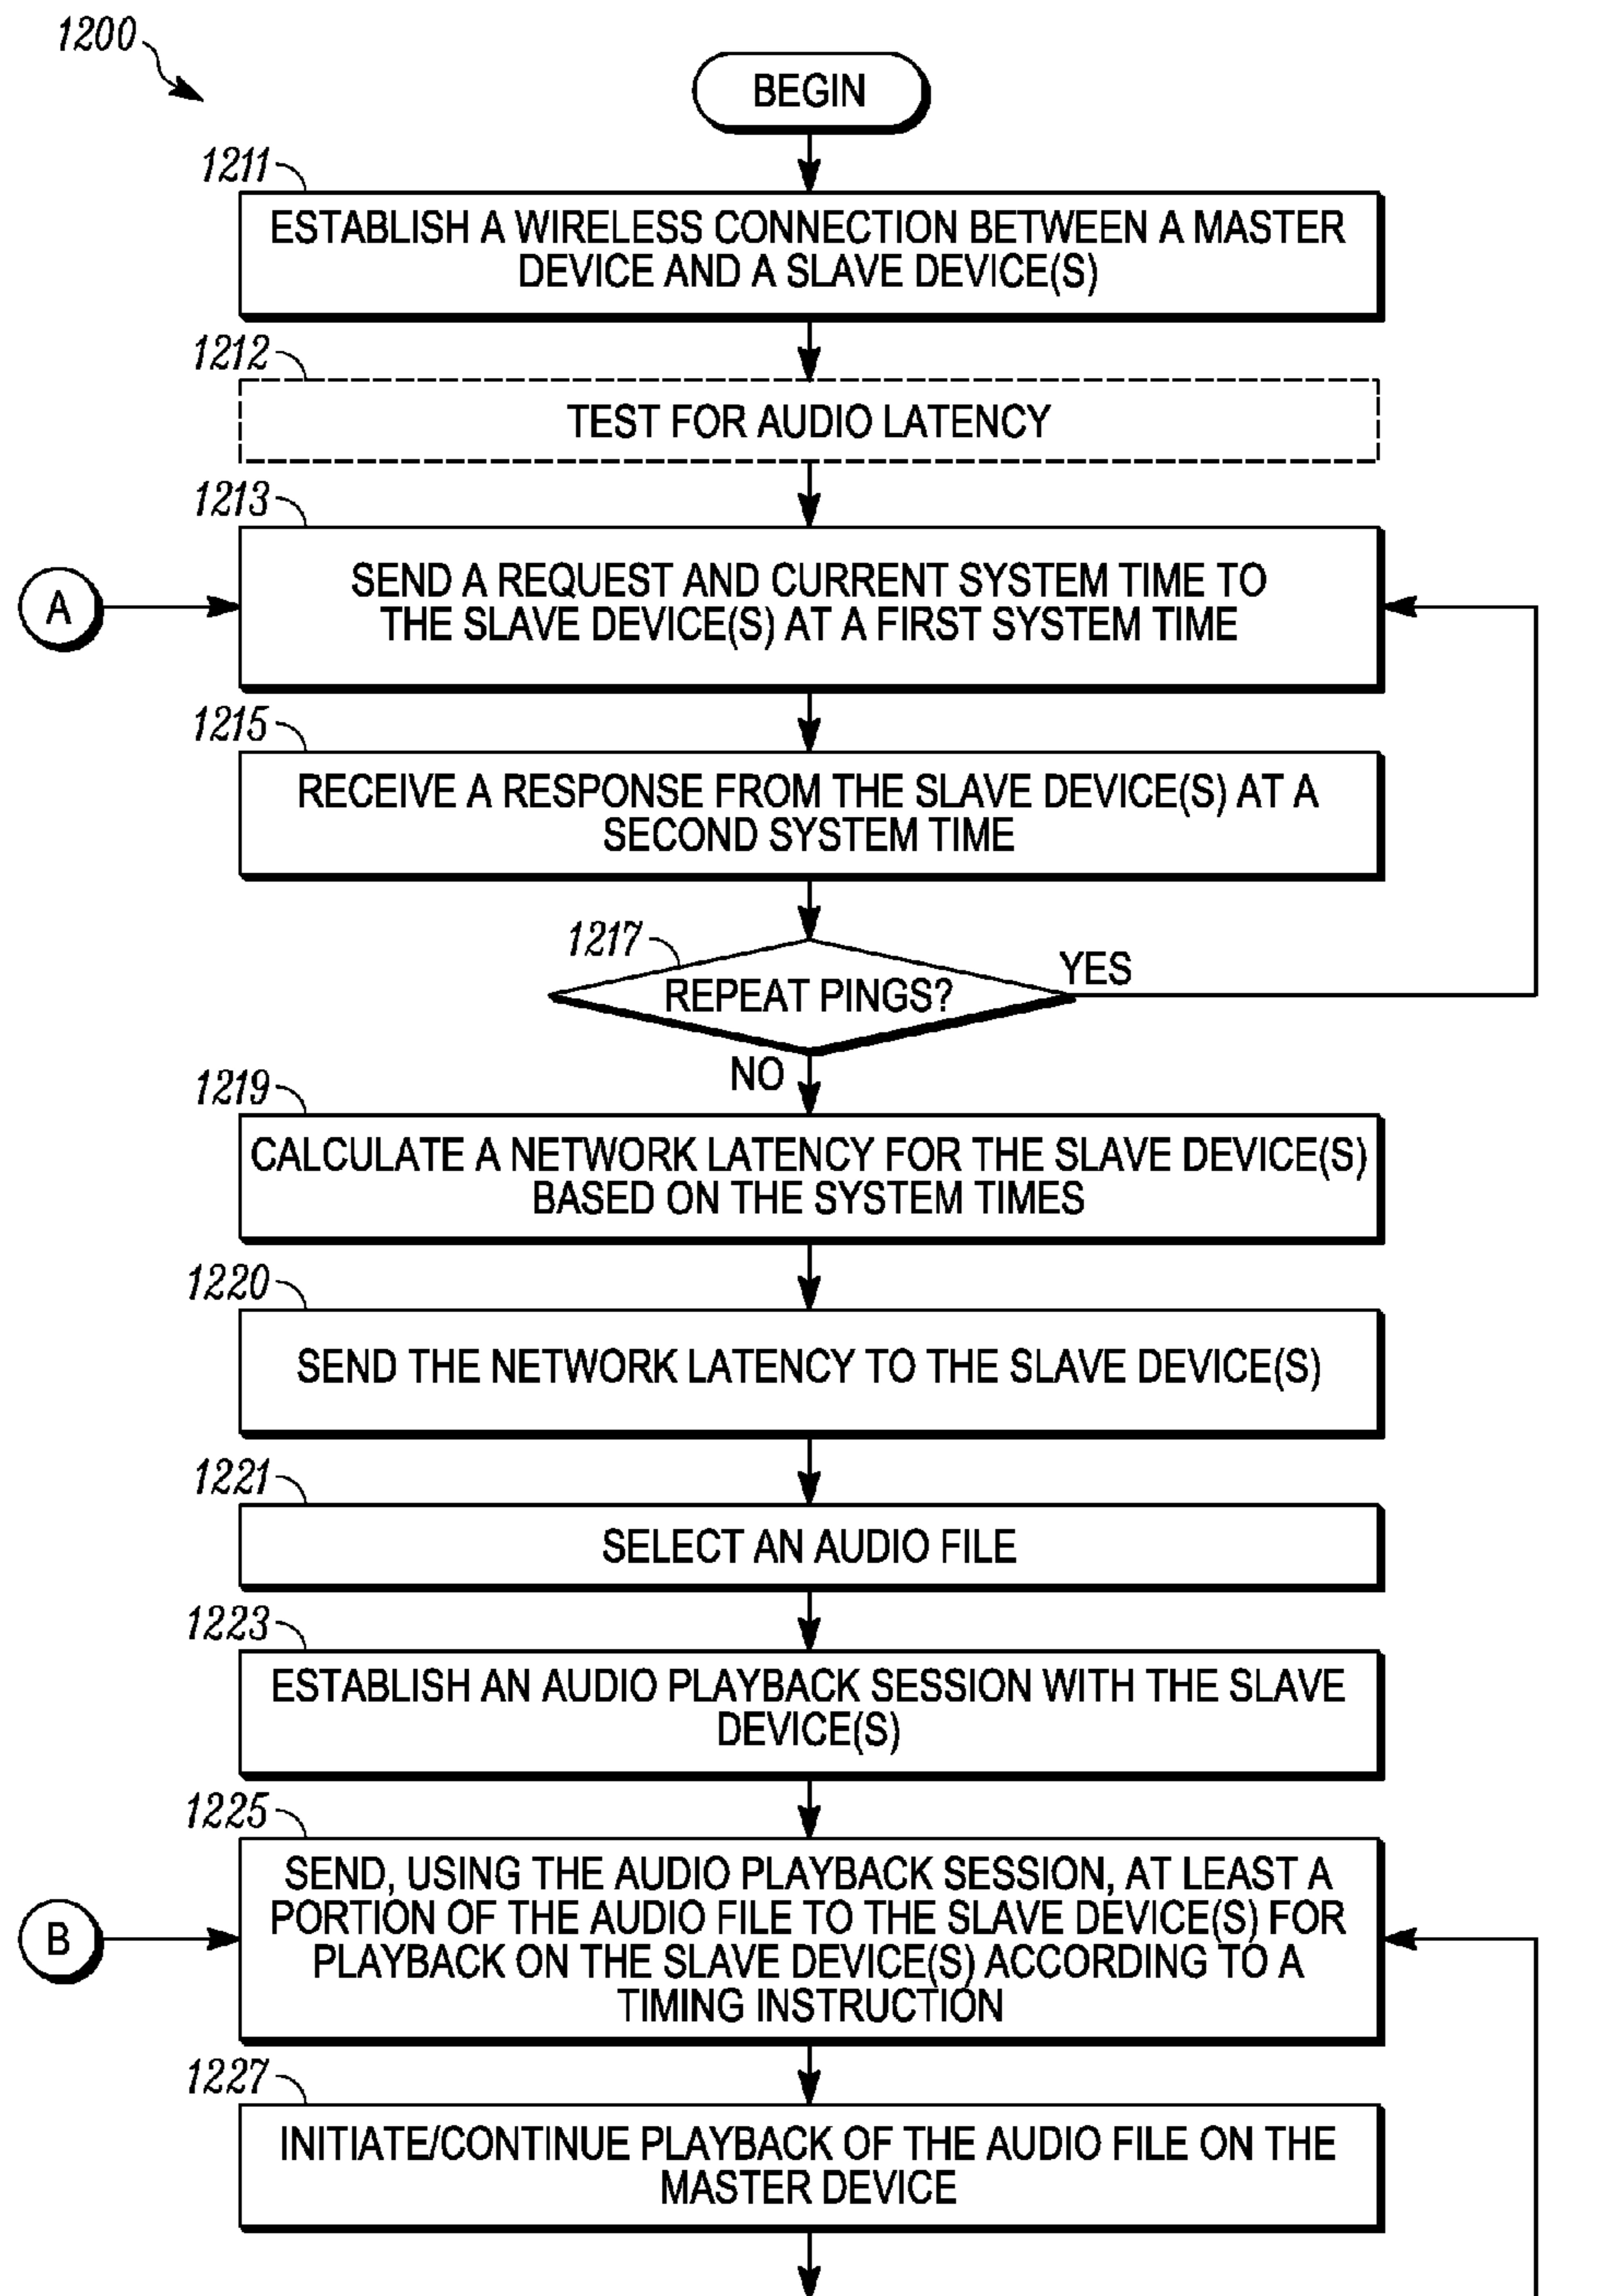 1200
BEGIN
1211
ESTABLISH A WIRELESS CONNECTION BETWEEN A MASTER
DEVICE AND A SLAVE DEVICE(S)
1212
TEST FOR AUDIO LATENCY
1213
A
SEND A REQUEST AND CURRENT SYSTEM TIME TO
THE SLAVE DEVICE(S) AT A FIRST SYSTEM TIME
1215
RECEIVE A RESPONSE FROM THE SLAVE DEVICE(S) AT A
SECOND SYSTEM TIME
1217
REPEAT PINGS?
YES
NO
1219
CALCULATE A NETWORK LATENCY FOR THE SLAVE DEVICE(S)
BASED ON THE SYSTEM TIMES
1220
SEND THE NETWORK LATENCY TO THE SLAVE DEVICE(S)
1221
SELECT AN AUDIO FILE
1223
ESTABLISH AN AUDIO PLAYBACK SESSION WITH THE SLAVE
DEVICE(S)
1225
B
SEND, USING THE AUDIO PLAYBACK SESSION, AT LEAST A
PORTION OF THE AUDIO FILE TO THE SLAVE DEVICE(S) FOR
PLAYBACK ON THE SLAVE DEVICE(S) ACCORDING TO A
TIMING INSTRUCTION
1227
INITIATE/CONTINUE PLAYBACK OF THE AUDIO FILE ON THE
MASTER DEVICE